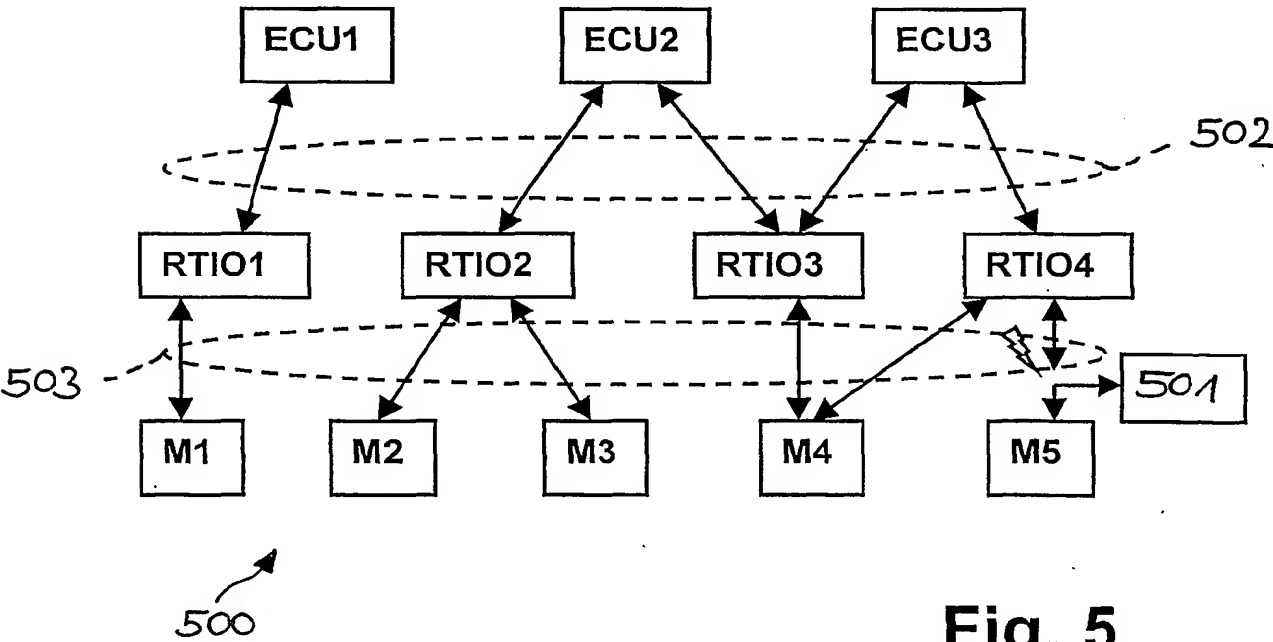 ECU1 ECU2 ECU3
502
RTIO1 RTIO2 RTIO3 RTIO4
503
501
M1 M2 M3 M4 M5
500
Fig. 5